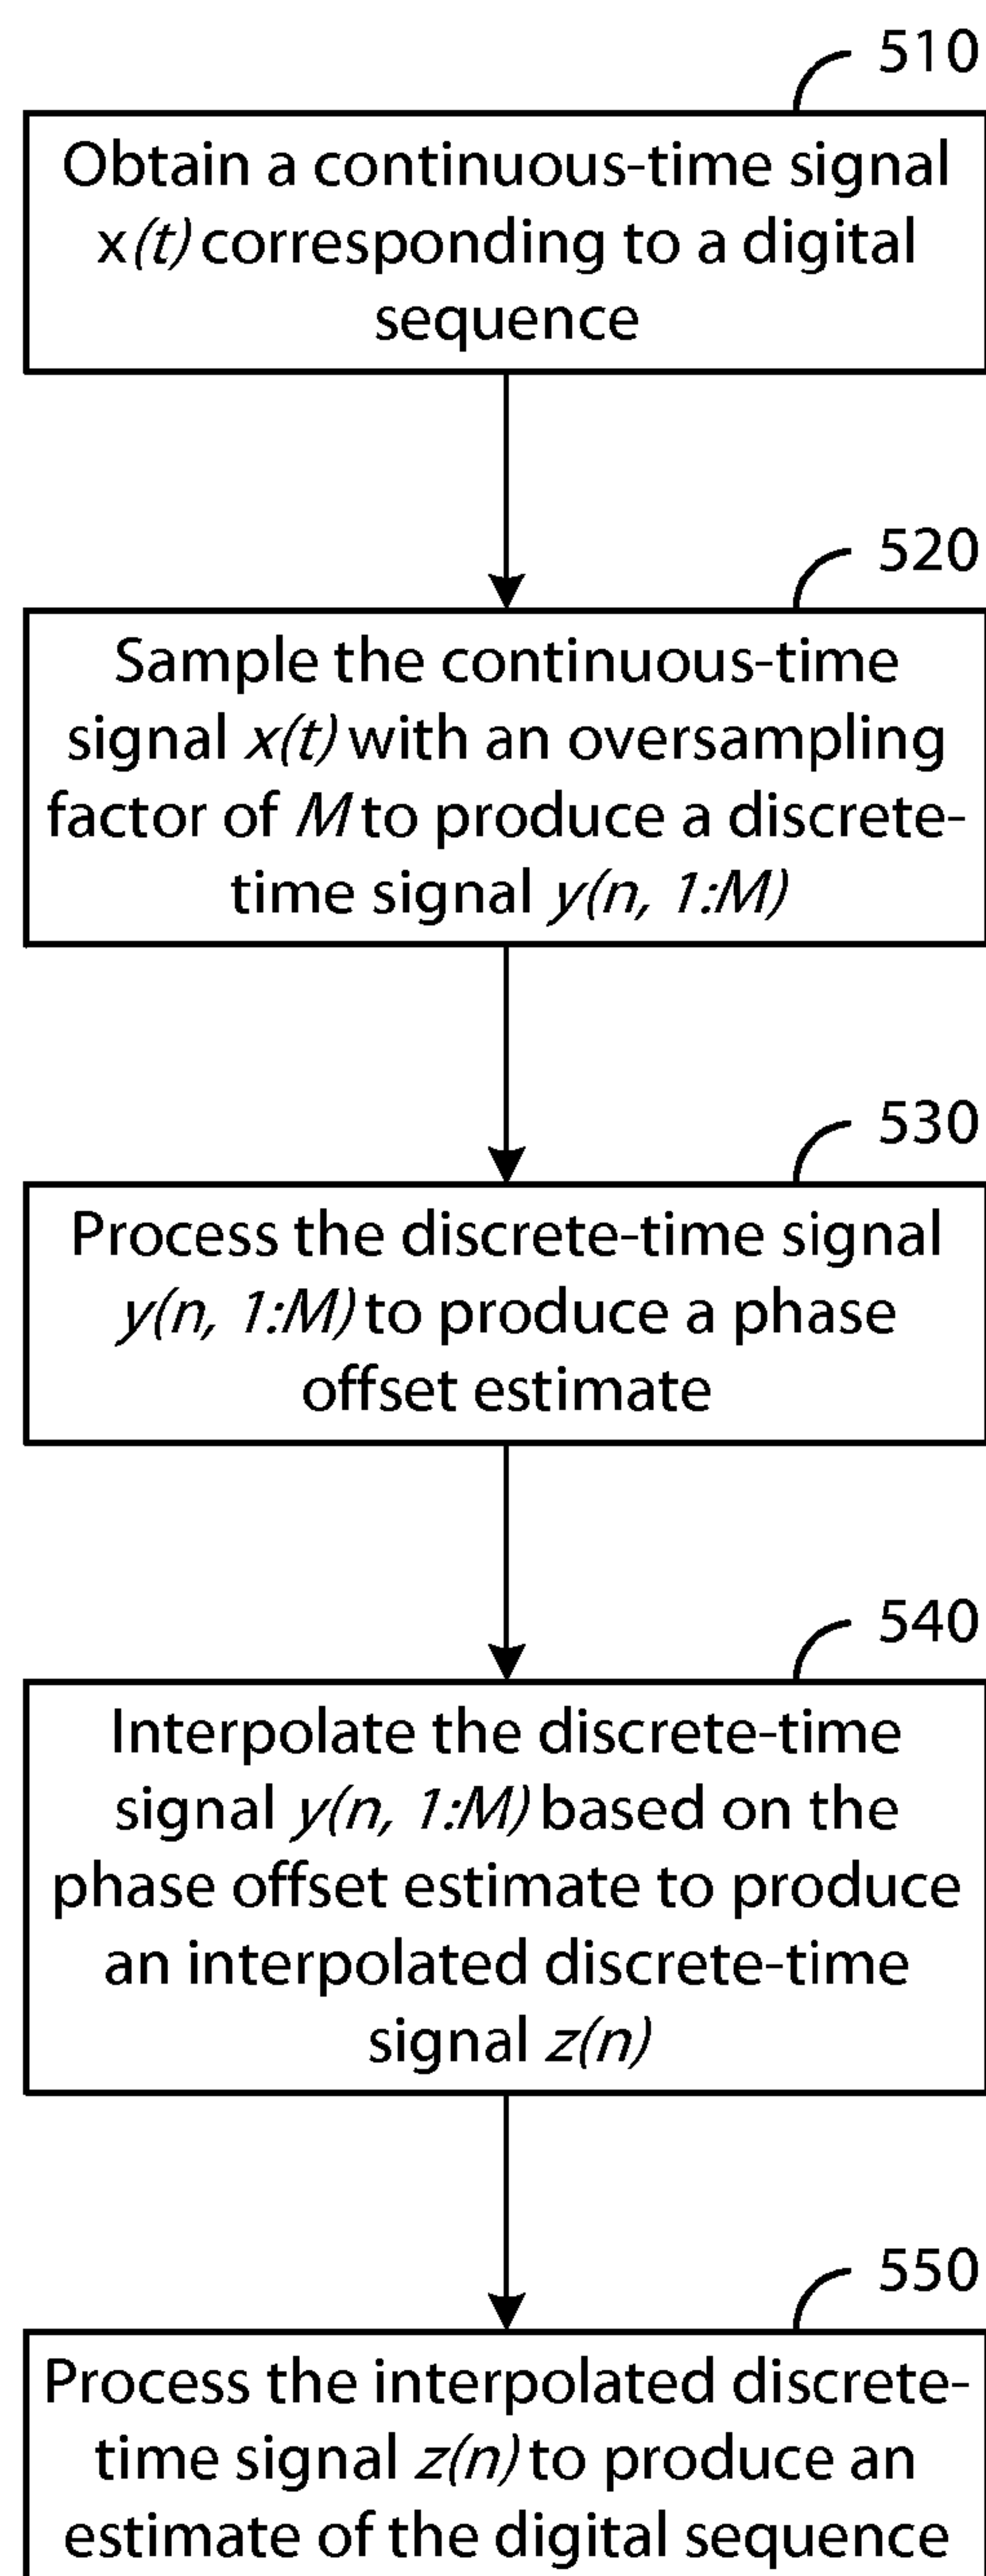 510
Obtain a continuous-time signal
x(t) corresponding to a digital
sequence
520
Sample the continuous-time
signal x(t) with an oversampling
factor of M to produce a discrete-
time signal y(n, 1:M)
530
Process the discrete-time signal
y(n, 1:M) to produce a phase
offset estimate
540
Interpolate the discrete-time
signal y(n, 1:M) based on the
phase offset estimate to produce
an interpolated discrete-time
signal z(n)
550
Process the interpolated discrete-
time signal z(n) to produce an
estimate of the digital sequence